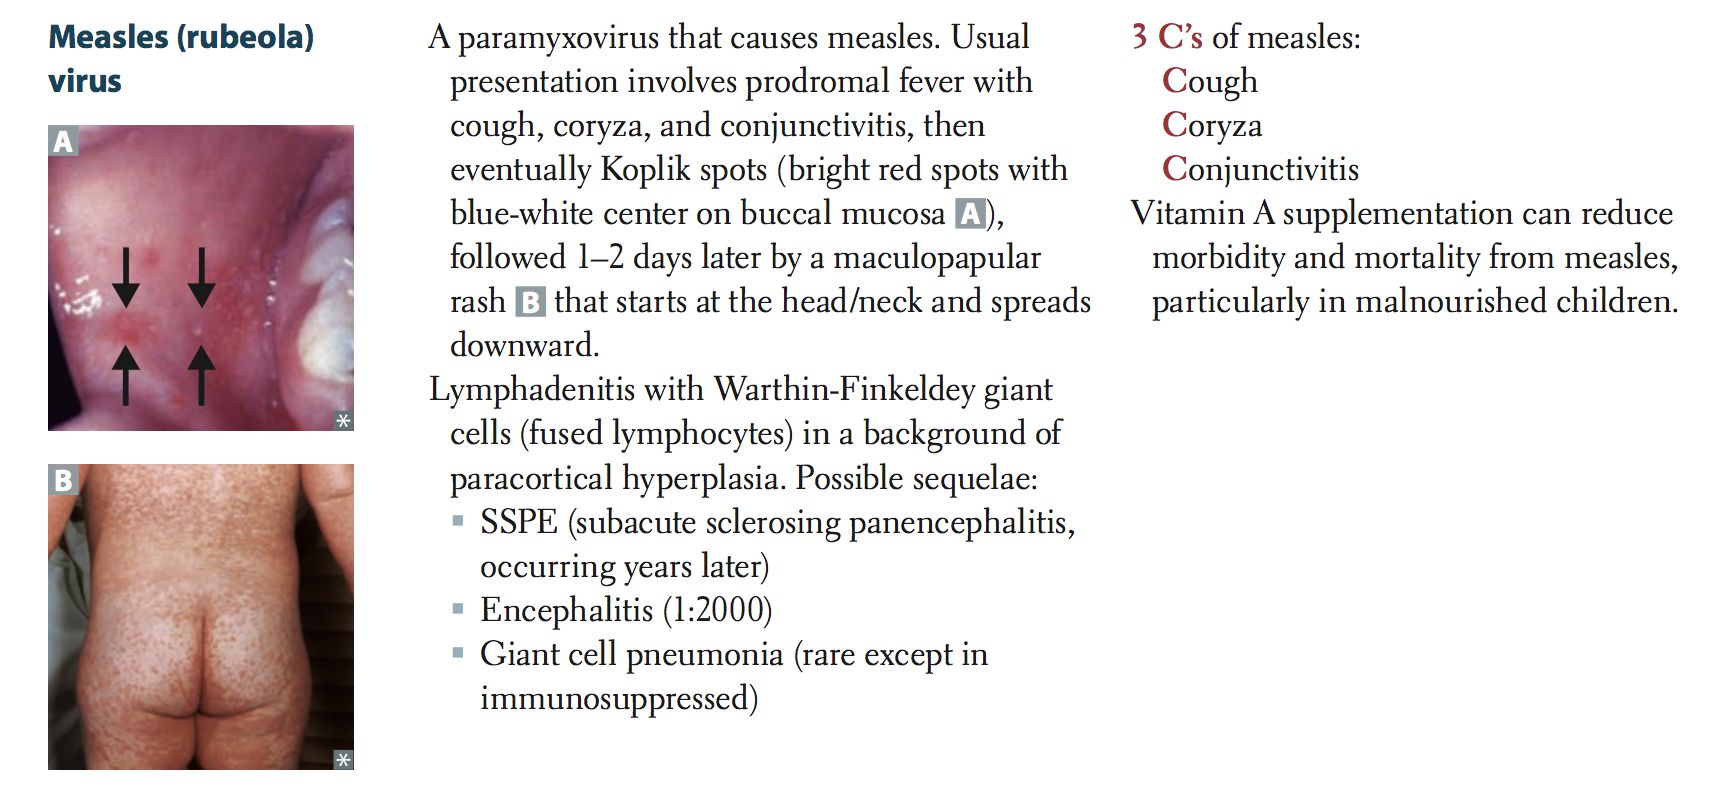 Measles (rubeola)
virus
A
*
B
*
A paramyxovirus that causes measles. Usual
presentation involves prodromal fever with
cough, coryza, and conjunctivitis, then
eventually Koplik spots (bright red spots with
blue-white center on buccal mucosa A),
followed 1–2 days later by a maculopapular
rash B that starts at the head/neck and spreads
downward.
Lymphadenitis with Warthin-Finkeldey giant
cells (fused lymphocytes) in a background of
paracortical hyperplasia. Possible sequelae:
▪ SSPE (subacute sclerosing panencephalitis,
occurring years later)
▪ Encephalitis (1:2000)
▪ Giant cell pneumonia (rare except in
immunosuppressed)
3 C’s of measles:
Cough
Coryza
Conjunctivitis
Vitamin A supplementation can reduce
morbidity and mortality from measles,
particularly in malnourished children.